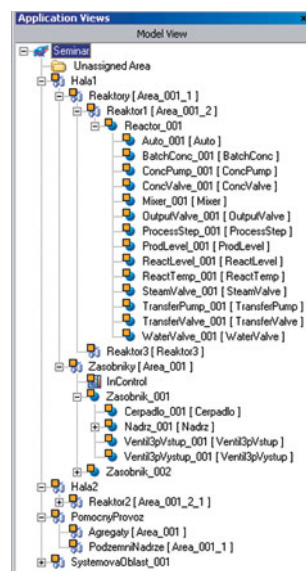 Application Views
Model View
Seminar
Unassigned Area
Hala1
Reaktory [ Area_001_1 ]
Reaktor1 [ Area_001_2 ]
Reactor_001
Auto_001 [ Auto ]
BatchConc_001 [ BatchConc ]
ConcPump_001 [ ConcPump ]
ConcValve_001 [ ConcValve ]
Mixer_001 [ Mixer ]
OutputValve_001 [ OutputValve ]
ProcessStep_001 [ ProcessStep ]
ProdLevel_001 [ ProdLevel ]
ReactLevel_001 [ ReactLevel ]
ReactTemp_001 [ ReactTemp ]
SteamValve_001 [ SteamValve ]
TransferPump_001 [ TransferPump ]
TransferValve_001 [ TransferValve ]
WaterValve_001 [ WaterValve ]
Reaktor3 [ Reaktor3 ]
Zasobniky [ Area_001 ]
InControl
Zasobnik_001
Cerpadlo_001 [ Cerpadlo ]
Nadrz_001 [ Nadrz ]
Ventil3pVstup_001 [ Ventil3pVstup ]
Ventil3pVystup_001 [ Ventil3pVystup ]
Zasobnik_002
Hala2
Reaktor2 [ Area_001_2_1 ]
PomocnyProvoz
Agregaty [ Area_001 ]
PodzemniNadrze [ Area_001_1 ]
SystemovaOblast_001